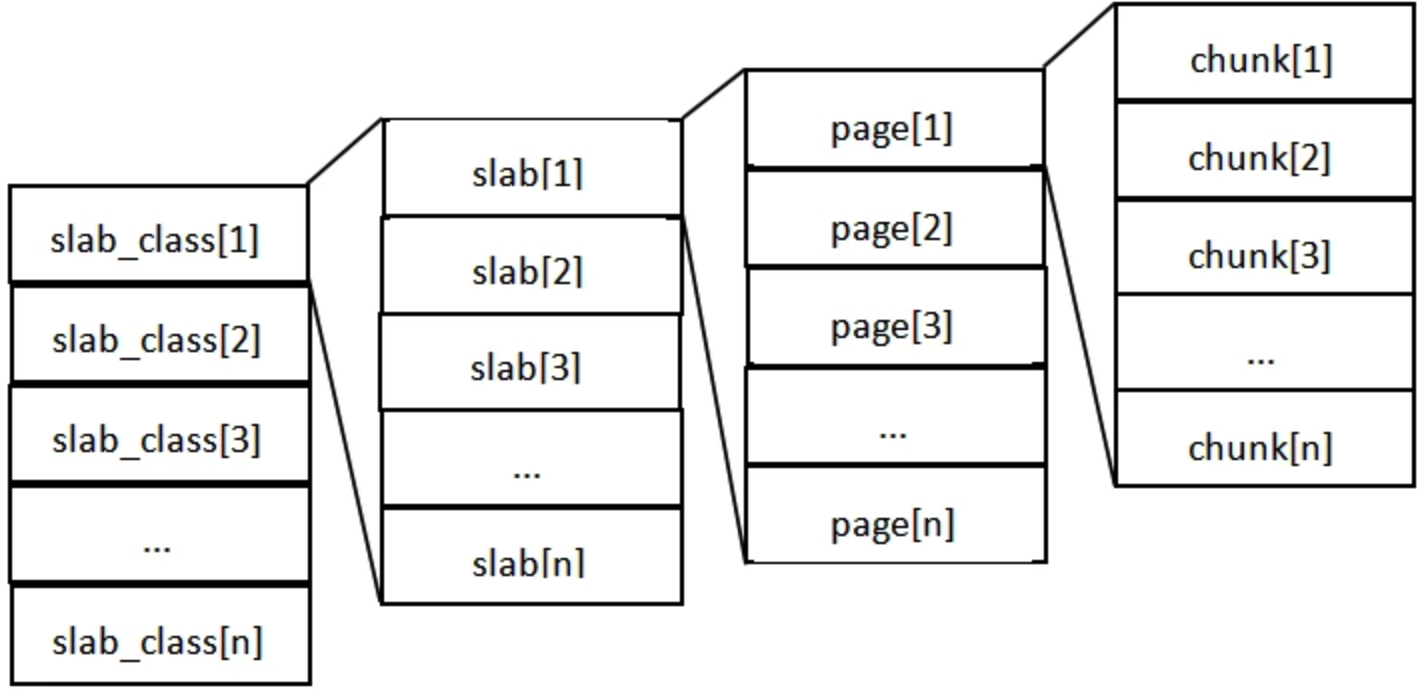 slab_class[1]
slab_class[2]
slab_class[3]
...
slab_class[n]
slab[1]
slab[2]
slab[3]
...
slab[n]
page[1]
page[2]
page[3]
...
page[n]
chunk[1]
chunk[2]
chunk[3]
...
chunk[n]